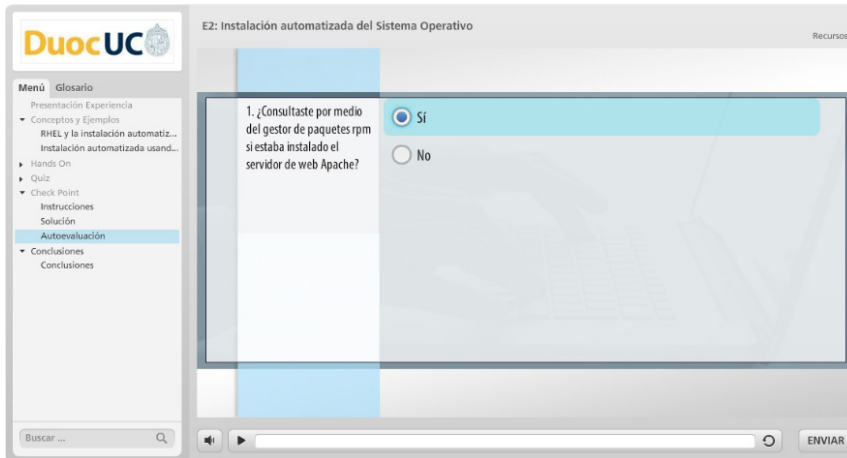 DuocUC
E2: Instalación automatizada del Sistema Operativo
Recursos
Menú Glosario
Presentación Experiencia
Conceptos y Ejemplos
RHEL y la instalación automatiz...
Instalación automatizada usand...
Hands On
Quiz
Check Point
Instrucciones
Solución
Autoevaluación
Conclusiones
Conclusiones
Buscar ...
1. ¿Consultaste por medio
del gestor de paquetes rpm
si estaba instalado el
servidor de web Apache?
Sí
No
ENVIAR